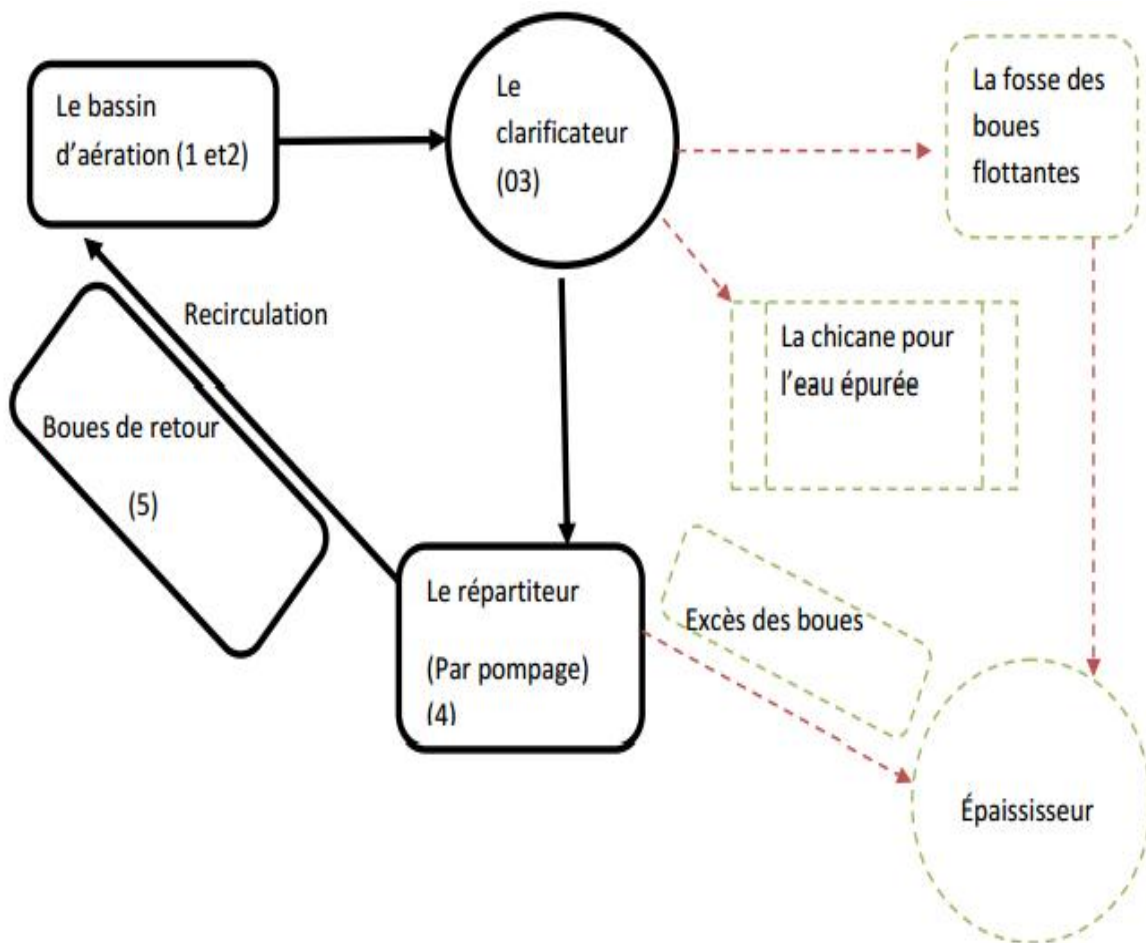 Le bassin
d'aération (1 et2)
Le
clarificateur
(03)
La fosse des
boues
flottantes
Recirculation
La chicane pour
l'eau épurée
Boues de retour
(5)
Le répartiteur
(Par pompage)
(4)
Excès des boues
Épaississeur